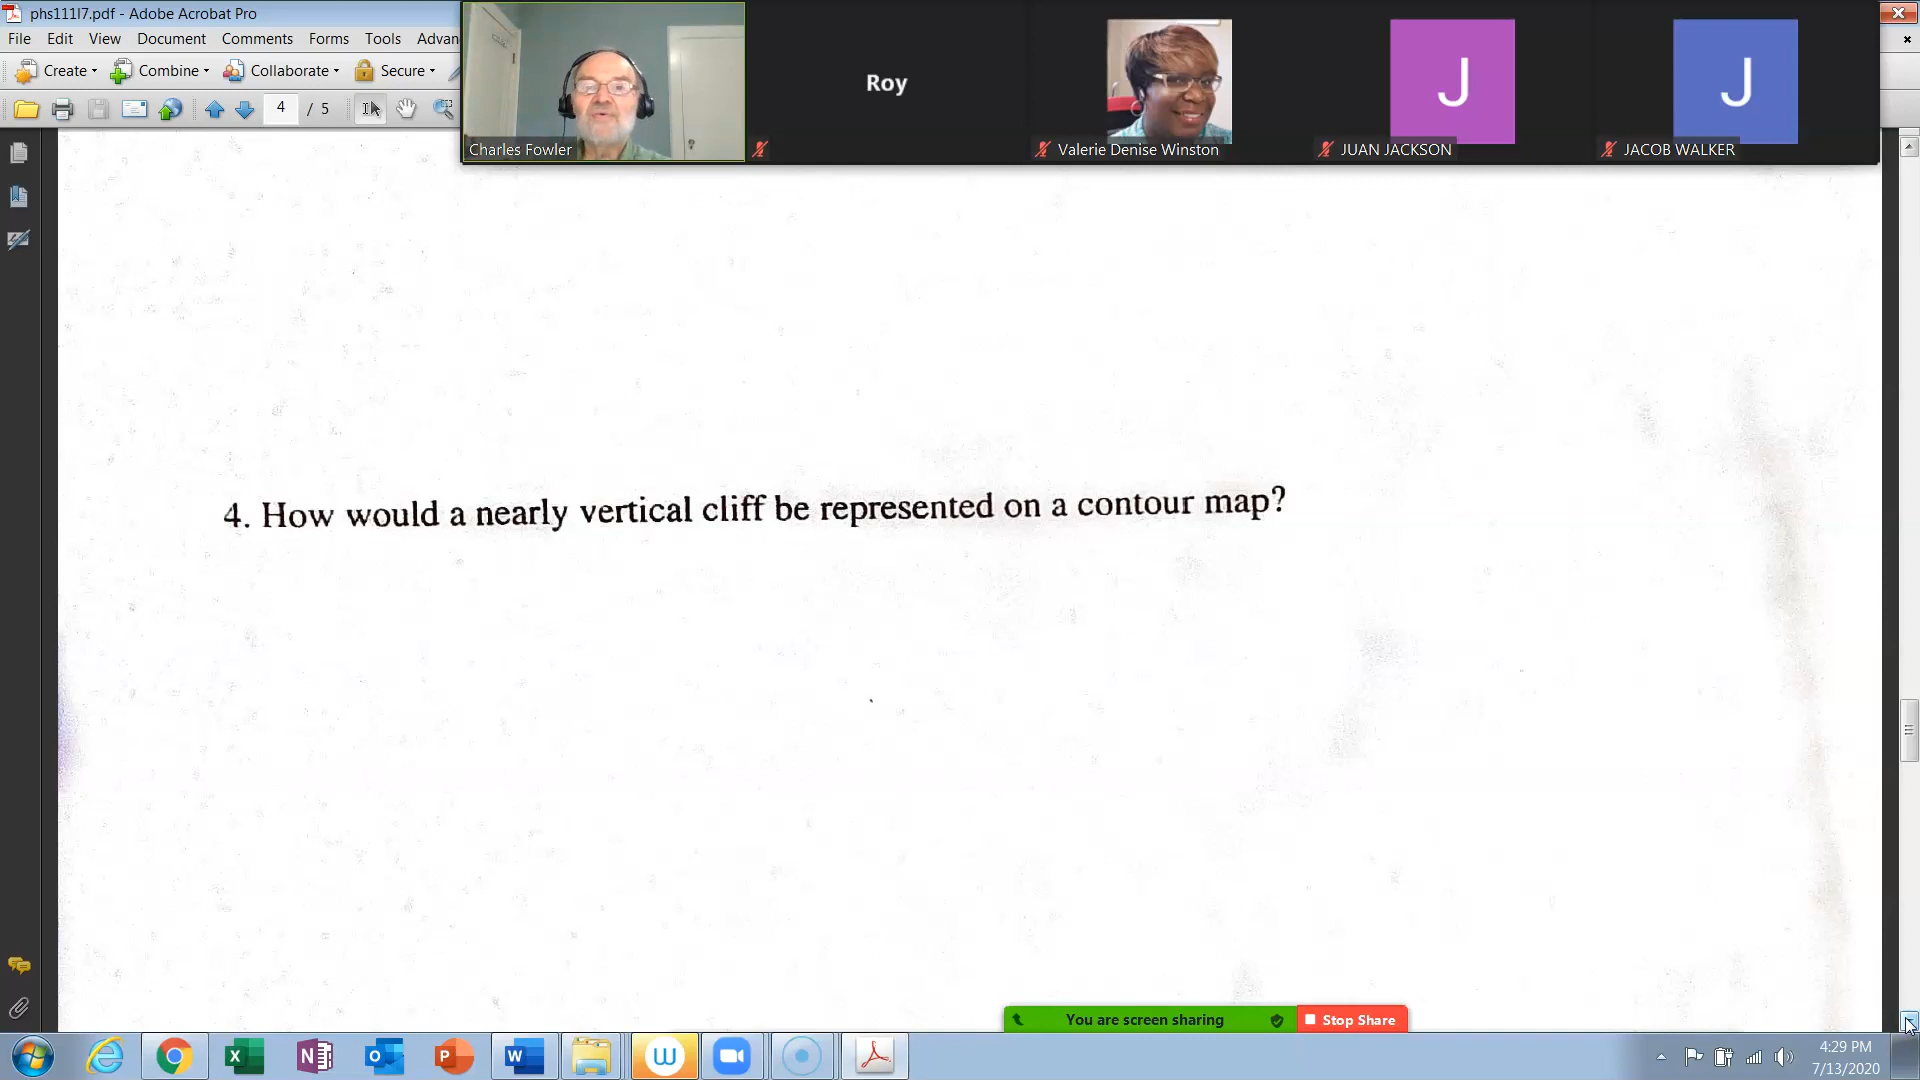 phs111l7.pdf - Adobe Acrobat Pro
File Edit View Document Comments Forms Tools Advan
Create Combine Collaborate Secure
4 / 5
Charles Fowler
Roy
Valerie Denise Winston
J
JUAN JACKSON
J
JACOB WALKER
4. How would a nearly vertical cliff be represented on a contour map?
You are screen sharing
Stop Share
4:29 PM
7/13/2020